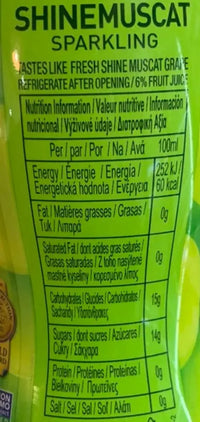 SHINEMUSCAT
SPARKLING
TASTES LIKE FRESH SHINE MUSCAT GRAPE
REFRIGERATE AFTER OPENING / 6% FRUIT JUICE
Nutrition Information / Valeur nutritive / Información
nutricional / Výživové údaje / Διατροφική Αξία
Per / par / Por / Na / Ανά 100ml
Energy / Énergie / Energía / 252 kJ /
Energetická hodnota / Ενέργεια 60 kcal
Fat / Matières grasses / Grasas / 0g
Tuk / Λιπαρά
Saturated Fat / dont acides gras saturés /
Grasas saturadas / Z toho nasycené 0g
mastné kyseliny / κορεσμένα λίπος
Carbohydrates / Glucides / Carbohidratos / 15g
Sacharidy / Υδατάνθρακες
Sugars / dont sucres / Azúcares / 14g
Cukry / Σάκχαρα
Protein / Protéines / Proteínas / 0g
Bielkoviny / Πρωτεΐνες
Salt / Sel / Sal / Soľ / Αλάτι 0g